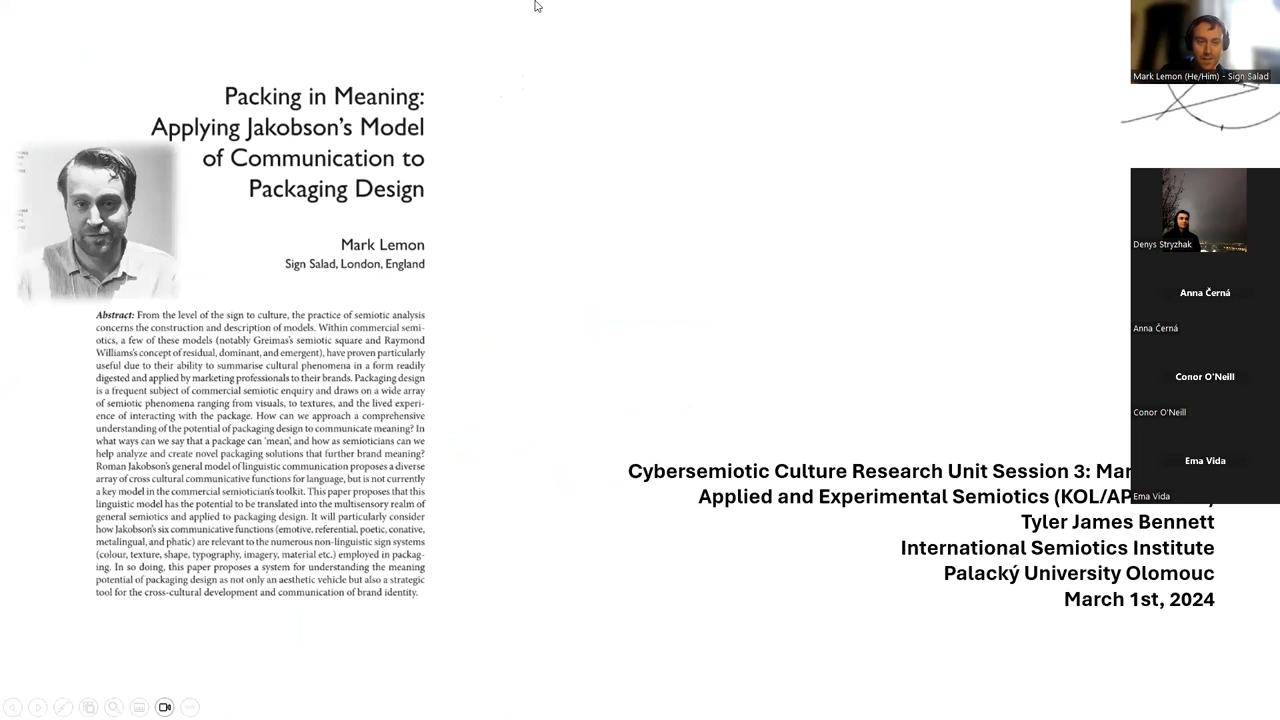 Packing in Meaning:
Applying Jakobson's Model
of Communication to
Packaging Design
Mark Lemon
Sign Salad, London, England
Abstract: From the level of the sign to culture, the practice of semiotic analysis
concerns the construction and description of models. Within commercial semi-
otics, a few of these models (notably Greimas's semiotic square and Raymond
Williams's concept of residual, dominant, and emergent), have proven particularly
useful due to their ability to summarise cultural phenomena in a form readily
digested and applied by marketing professionals to their brands. Packaging design
is a frequent subject of commercial semiotic enquiry and draws on a wide array
of semiotic phenomena ranging from visuals, to textures, and the lived experi-
ence of interacting with the package. How can we approach a comprehensive
understanding of the potential of packaging design to communicate meaning? In
what ways can we say that a package can 'mean', and how as semioticians can we
help analyze and create novel packaging solutions that further brand meaning?
Roman Jakobson's general model of linguistic communication proposes a diverse
array of cross cultural communicative functions for language, but is not currently
a key model in the commercial semiotician's toolkit. This paper proposes that this
linguistic model has the potential to be translated into the multisensory realm of
general semiotics and applied to packaging design. It will particularly consider
how Jakobson's six communicative functions (emotive, referential, poetic, conative,
metalingual, and phatic) are relevant to the numerous non-linguistic sign systems
(colour, texture, shape, typography, imagery, material etc.) employed in packag-
ing. In so doing, this paper proposes a system for understanding the meaning
potential of packaging design as not only an aesthetic vehicle but also a strategic
tool for the cross-cultural development and communication of brand identity.
Cybersemiotic Culture Research Unit Session 3:
Applied and Experimental Semiotics
Tyler James Bennett
International Semiotics Institute
Palacký University Olomouc
March 1st, 2024
Mark Lemon (He/Him) - Sign Salad
Denys Stryzhak
Anna Černá
Anna Černá
Conor O'Neill
Conor O'Neill
Ema Vida
Ema Vida